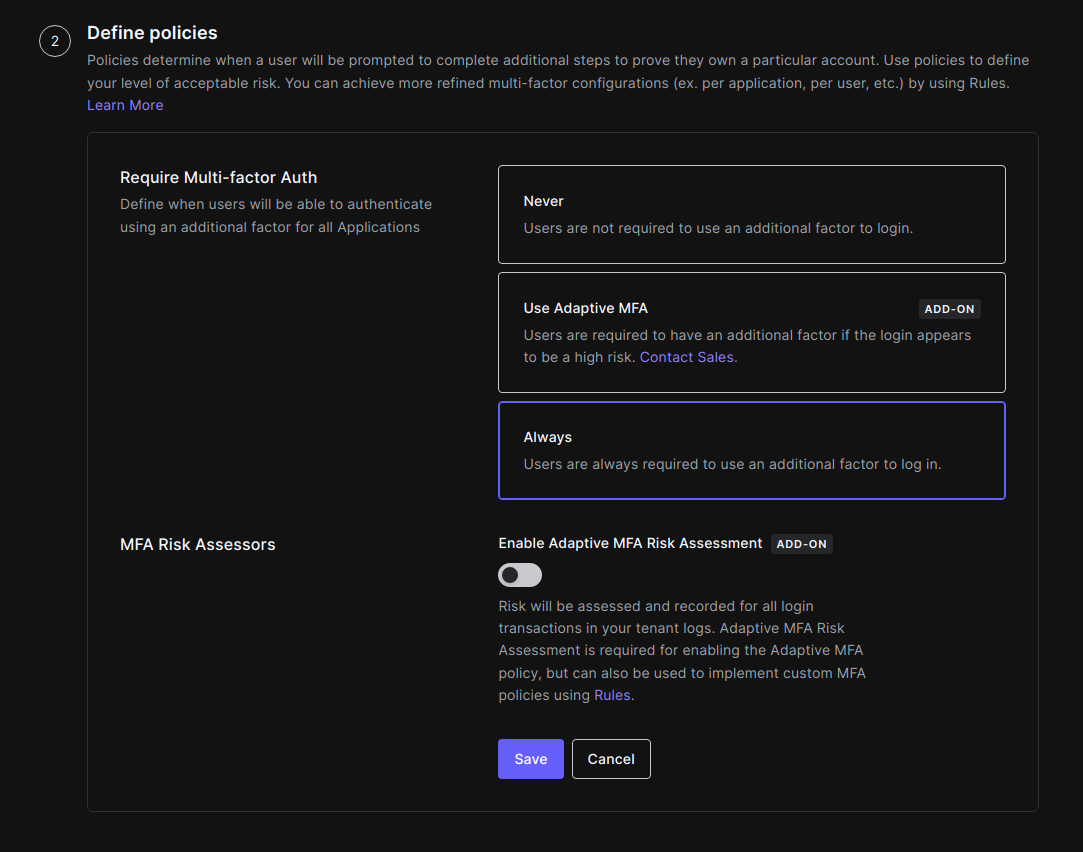 2
Define policies
Policies determine when a user will be prompted to complete additional steps to prove they own a particular account. Use policies to define
your level of acceptable risk. You can achieve more refined multi-factor configurations (ex. per application, per user, etc.) by using Rules.
Learn More
Require Multi-factor Auth
Define when users will be able to authenticate
using an additional factor for all Applications
Never
Users are not required to use an additional factor to login.
Use Adaptive MFA
ADD-ON
Users are required to have an additional factor if the login appears
to be a high risk. Contact Sales.
Always
Users are always required to use an additional factor to log in.
MFA Risk Assessors
Enable Adaptive MFA Risk Assessment ADD-ON
Risk will be assessed and recorded for all login
transactions in your tenant logs. Adaptive MFA Risk
Assessment is required for enabling the Adaptive MFA
policy, but can also be used to implement custom MFA
policies using Rules.
Save
Cancel